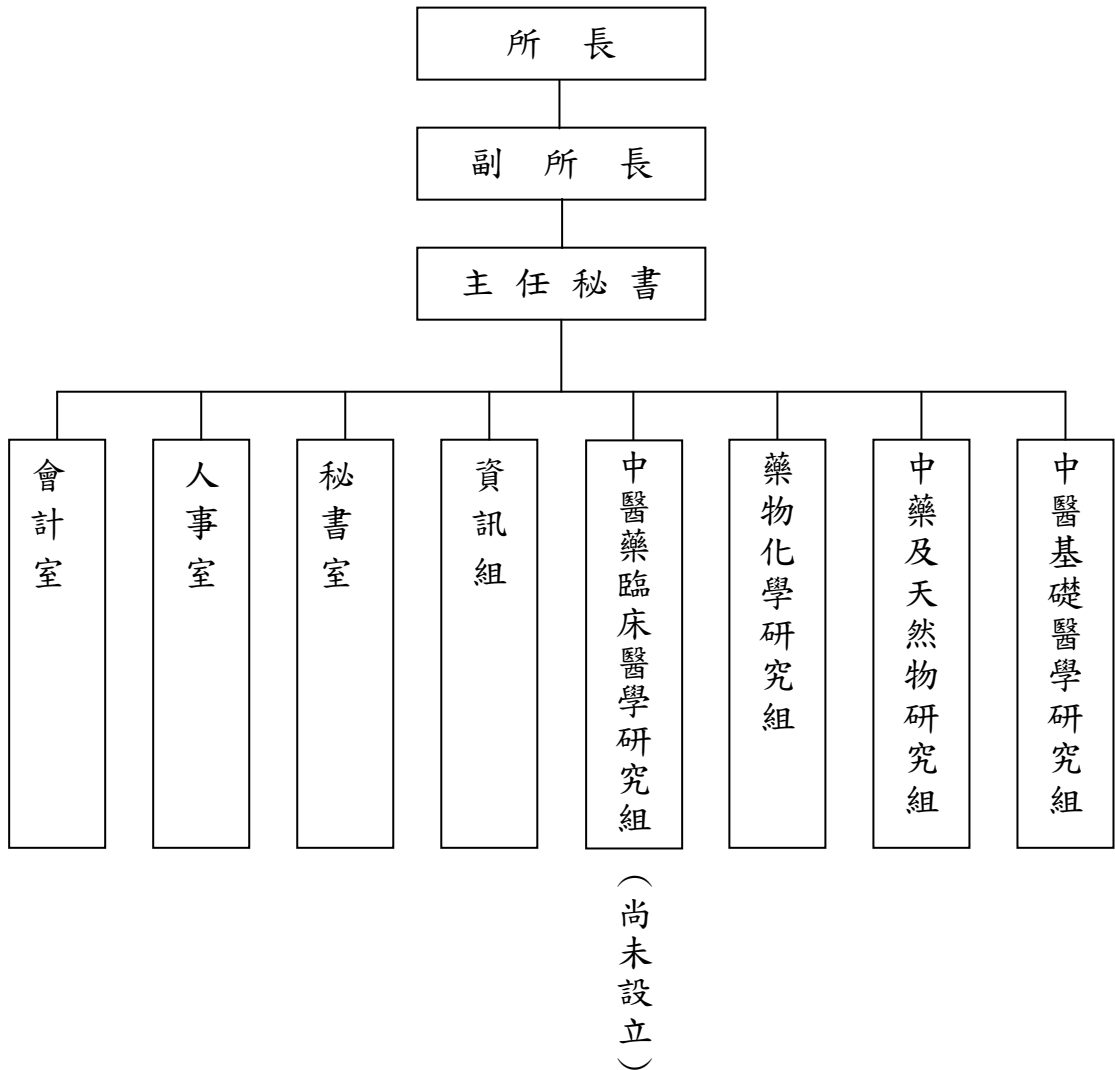 所長
副所長
主任秘書
會計室
人事室
秘書室
資訊組
中醫藥臨床醫學研究組
（尚未設立）
藥物化學研究組
中藥及天然物研究組
中醫基礎醫學研究組